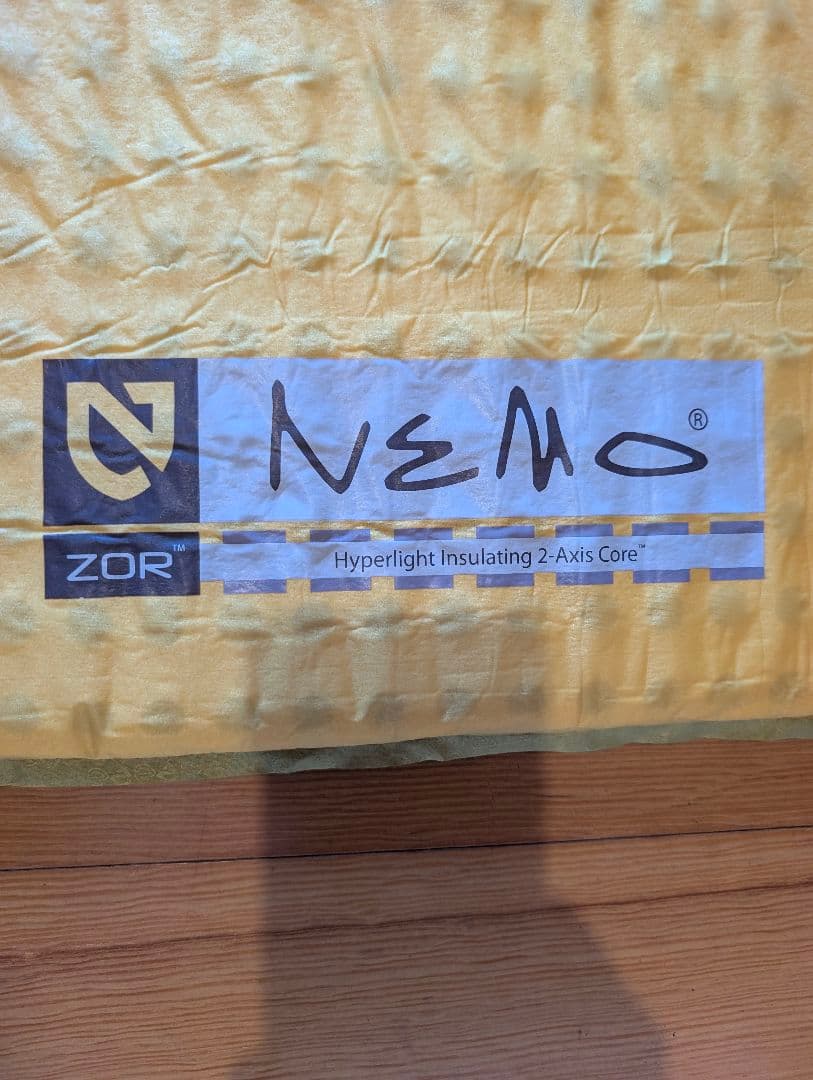 NEMO®
ZOR™
Hyperlight Insulating 2-Axis Core™